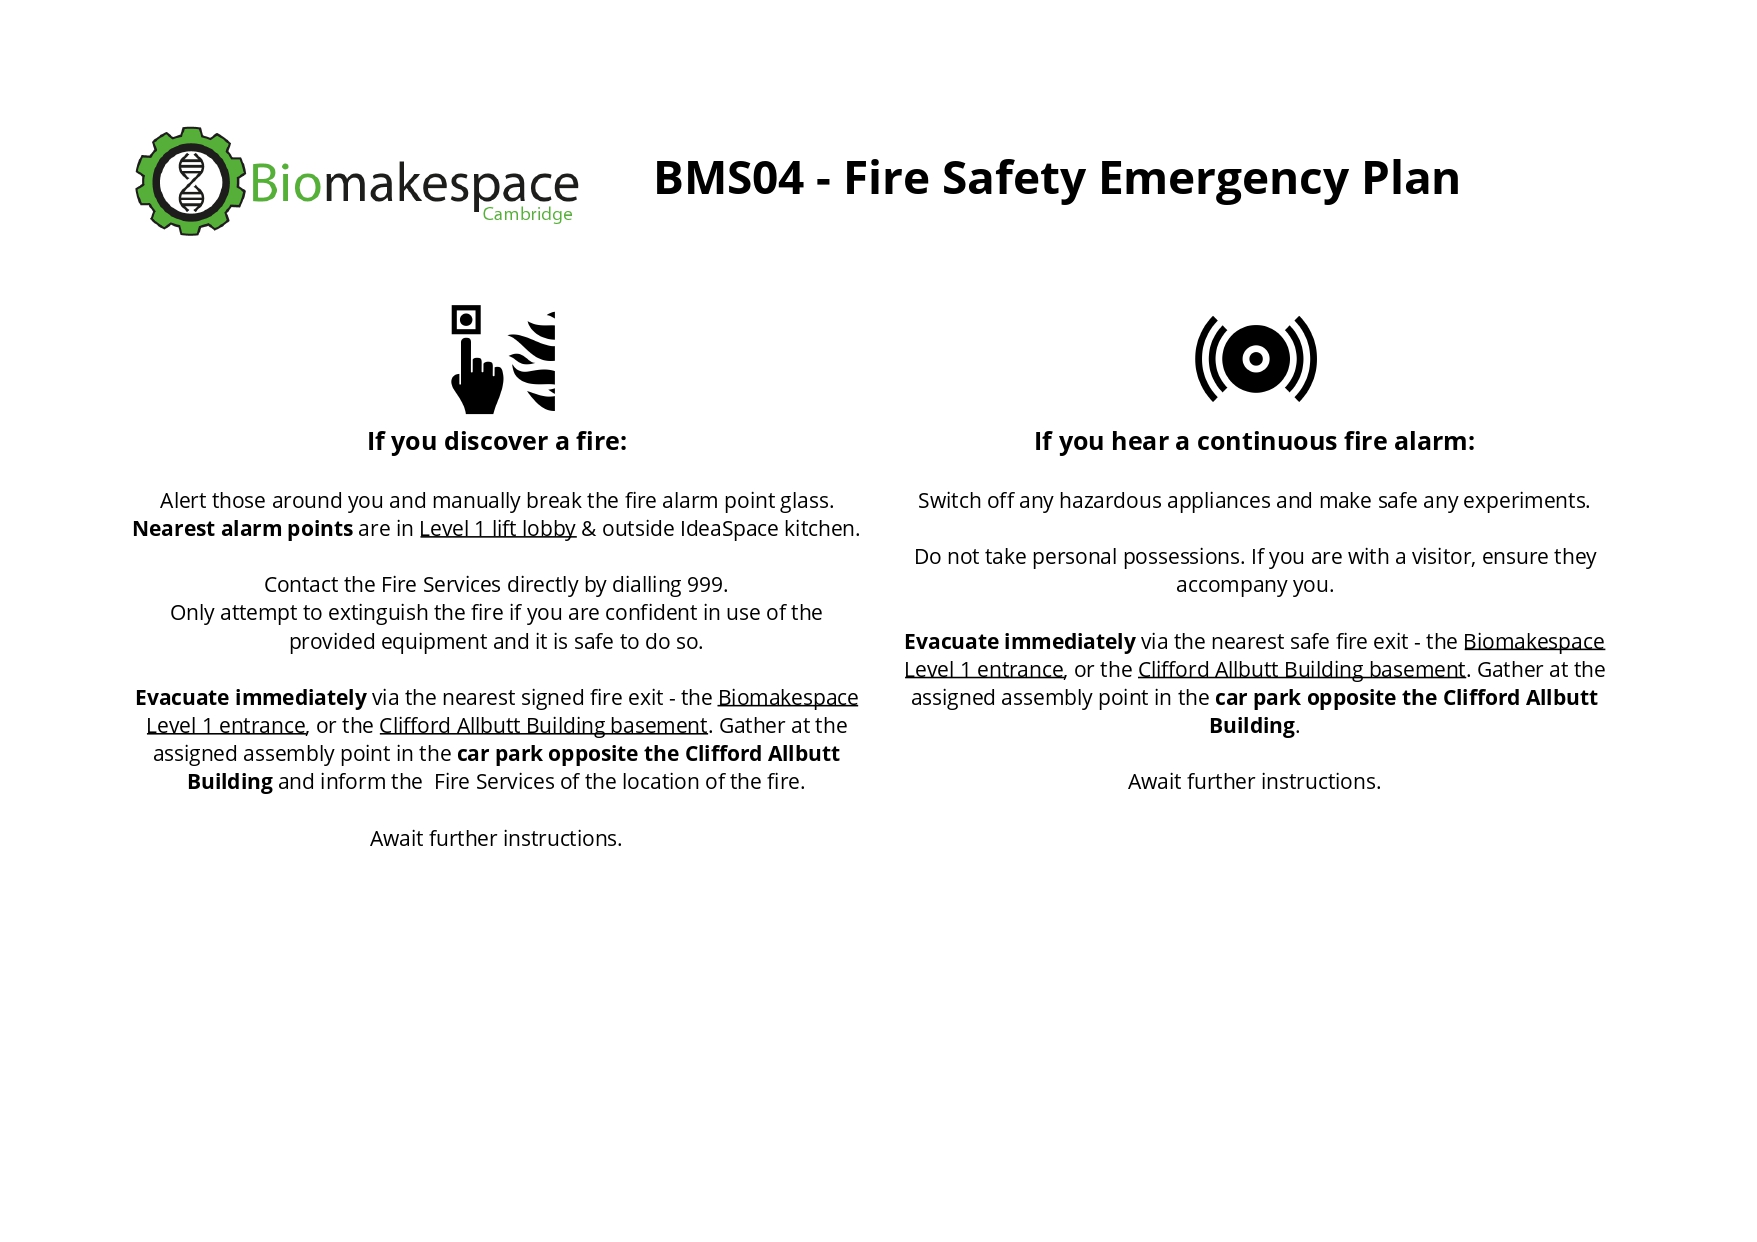 Biomakespace
Cambridge
BMS04 - Fire Safety Emergency Plan
If you discover a fire:
Alert those around you and manually break the fire alarm point glass.
Nearest alarm points are in Level 1 lift lobby & outside IdeaSpace kitchen.
Contact the Fire Services directly by dialling 999.
Only attempt to extinguish the fire if you are confident in use of the
provided equipment and it is safe to do so.
Evacuate immediately via the nearest signed fire exit - the Biomakespace
Level 1 entrance, or the Clifford Allbutt Building basement. Gather at the
assigned assembly point in the car park opposite the Clifford Allbutt
Building and inform the  Fire Services of the location of the fire.
Await further instructions.
If you hear a continuous fire alarm:
Switch off any hazardous appliances and make safe any experiments.
Do not take personal possessions. If you are with a visitor, ensure they
accompany you.
Evacuate immediately via the nearest safe fire exit - the Biomakespace
Level 1 entrance, or the Clifford Allbutt Building basement. Gather at the
assigned assembly point in the car park opposite the Clifford Allbutt
Building.
Await further instructions.